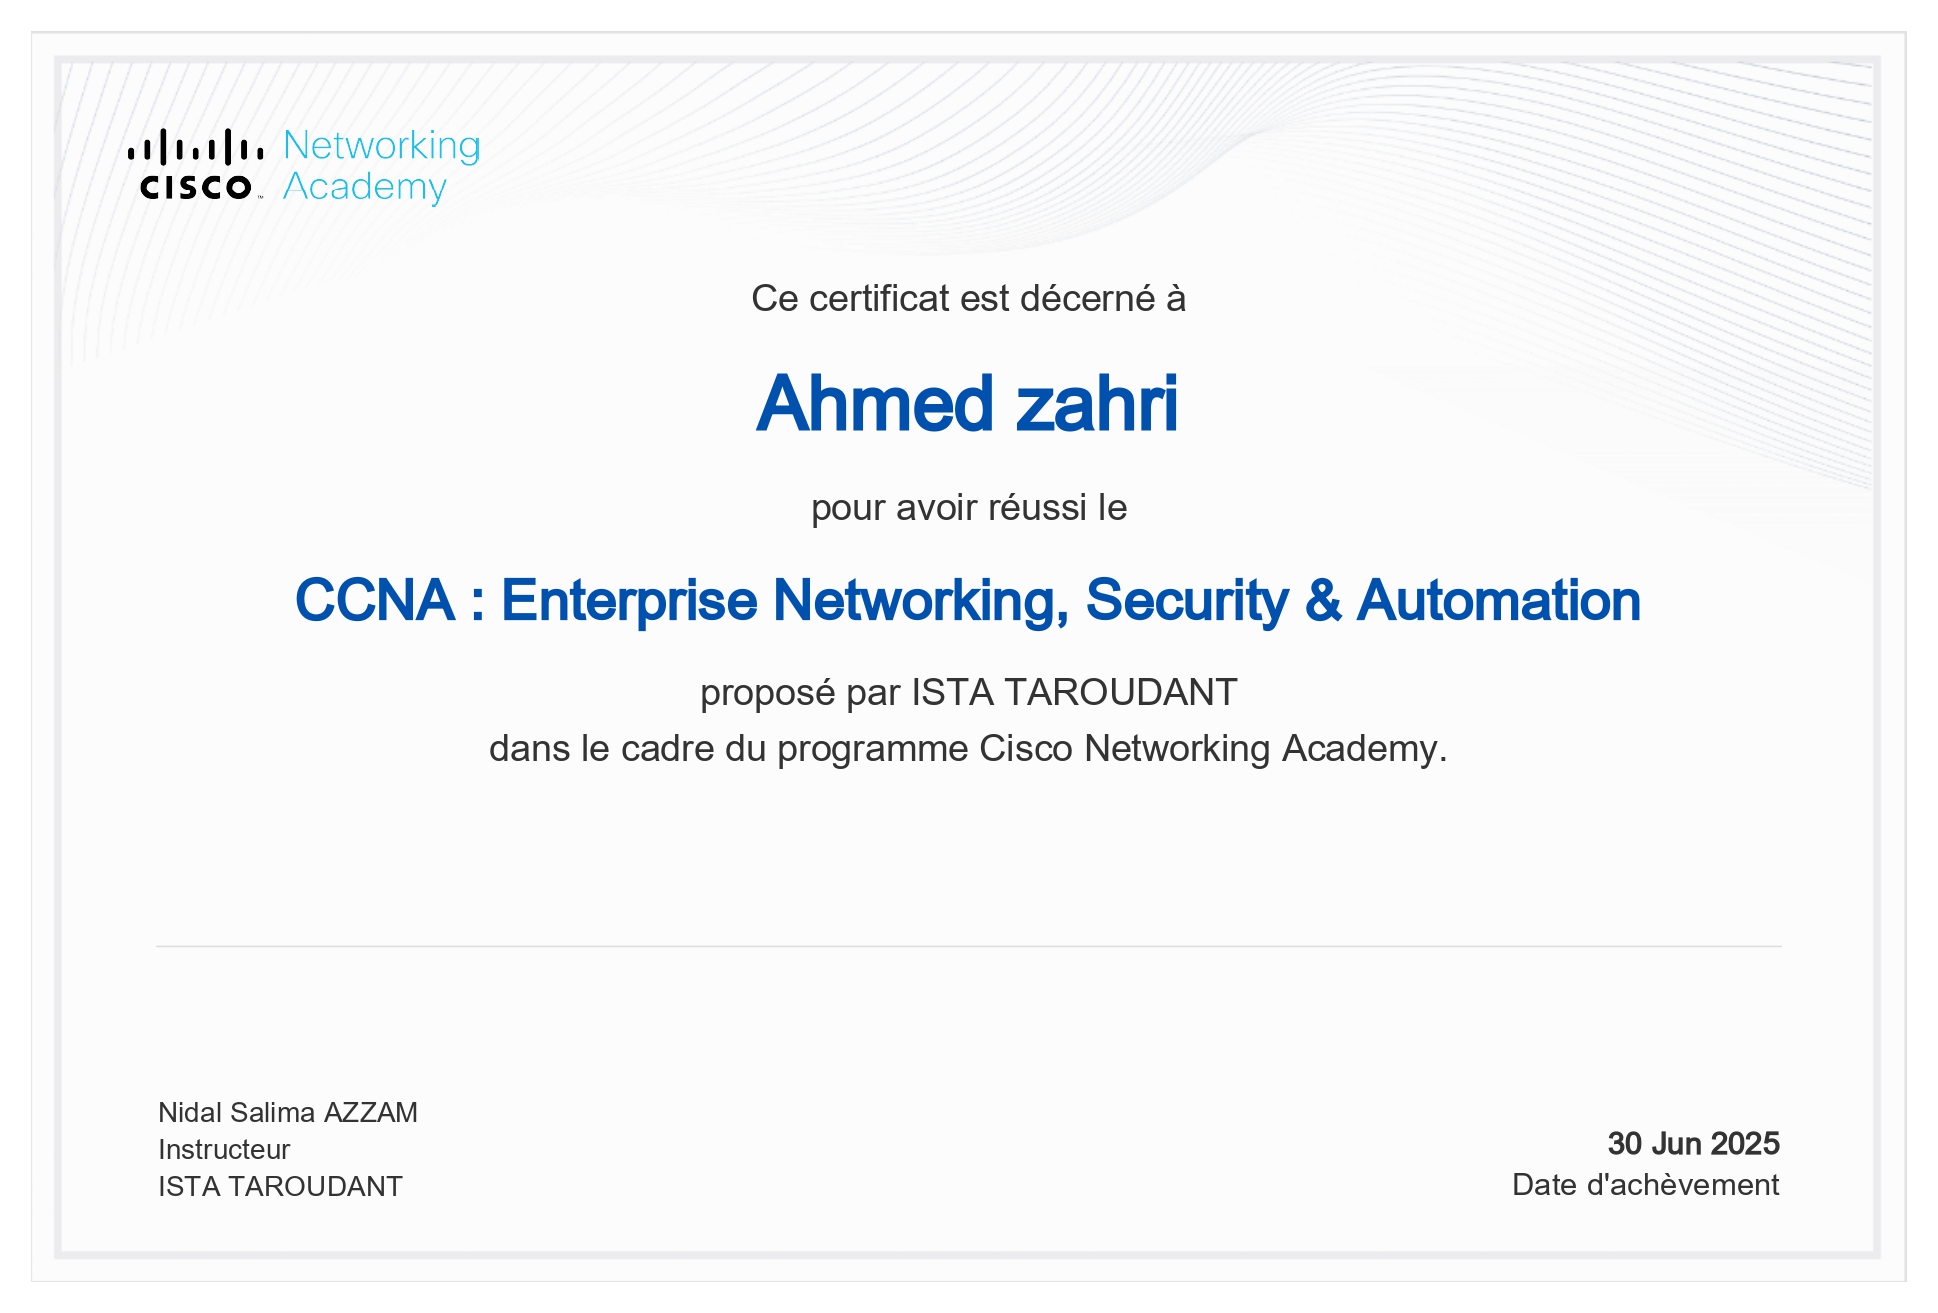 Networking
CISCO™ Academy
Ce certificat est décerné à
Ahmed zahri
pour avoir réussi le
CCNA : Enterprise Networking, Security & Automation
proposé par ISTA TAROUDANT
dans le cadre du programme Cisco Networking Academy.
Nidal Salima AZZAM
Instructeur
ISTA TAROUDANT
30 Jun 2025
Date d'achèvement